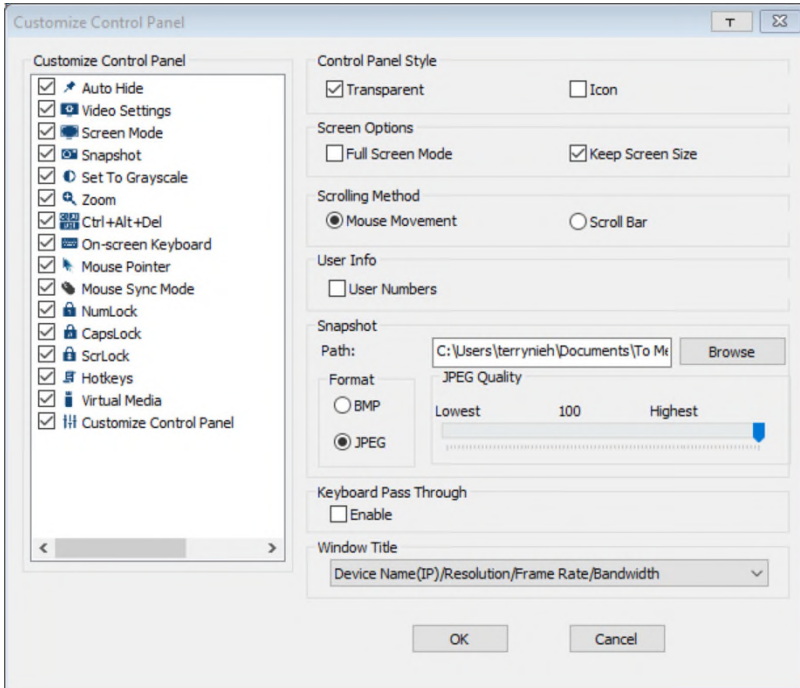 Customize Control Panel
T
Customize Control Panel
Auto Hide
Video Settings
Screen Mode
Snapshot
Set To Grayscale
Zoom
Ctrl+Alt+Del
On-screen Keyboard
Mouse Pointer
Mouse Sync Mode
NumLock
CapsLock
ScrLock
Hotkeys
Virtual Media
Customize Control Panel
Control Panel Style
Transparent Icon
Screen Options
Full Screen Mode Keep Screen Size
Scrolling Method
Mouse Movement Scroll Bar
User Info
User Numbers
Snapshot
Path: C:\Users\terrynieh\Documents\To Me Browse
Format
BMP
JPEG
JPEG Quality
Lowest 100 Highest
Keyboard Pass Through
Enable
Window Title
Device Name(IP)/Resolution/Frame Rate/Bandwidth
OK Cancel